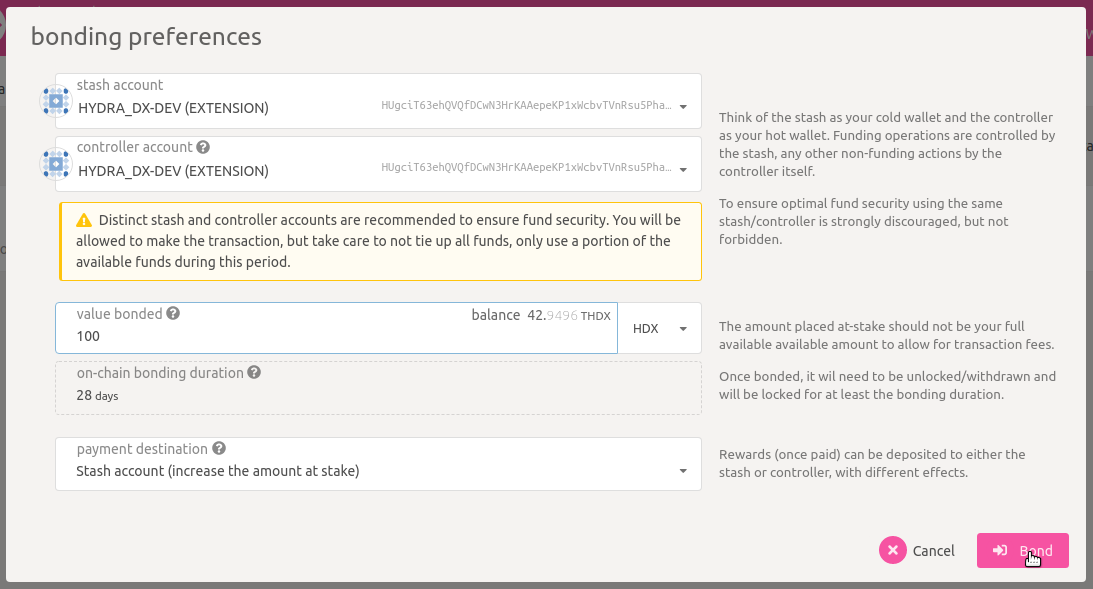 bonding preferences
stash account
HYDRA_DX-DEV (EXTENSION)
HUgciT63ehQVQfDCwN3HrKAAepeKP1xWcbvTVnRsu5Pha…
controller account
HYDRA_DX-DEV (EXTENSION)
HUgciT63ehQVQfDCwN3HrKAAepeKP1xWcbvTVnRsu5Pha…
Think of the stash as your cold wallet and the controller
as your hot wallet. Funding operations are controlled by
the stash, any other non-funding actions by the
controller itself.
To ensure optimal fund security using the same
stash/controller is strongly discouraged, but not
forbidden.
Distinct stash and controller accounts are recommended to ensure fund security. You will be
allowed to make the transaction, but take care to not tie up all funds, only use a portion of the
available funds during this period.
value bonded
balance 42.9496 THDX
100
HDX
The amount placed at-stake should not be your full
available available amount to allow for transaction fees.
on-chain bonding duration
28 days
Once bonded, it wil need to be unlocked/withdrawn and
will be locked for at least the bonding duration.
payment destination
Stash account (increase the amount at stake)
Rewards (once paid) can be deposited to either the
stash or controller, with different effects.
Cancel
Bond